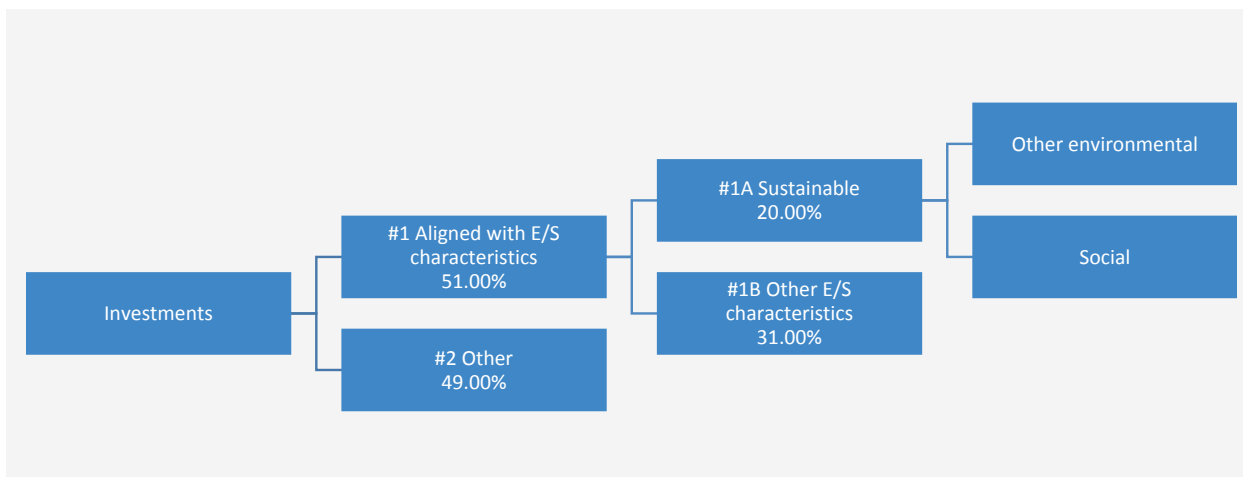 Investments
#1 Aligned with E/S
characteristics
51.00%
#2 Other
49.00%
#1A Sustainable
20.00%
#1B Other E/S
characteristics
31.00%
Other environmental
Social